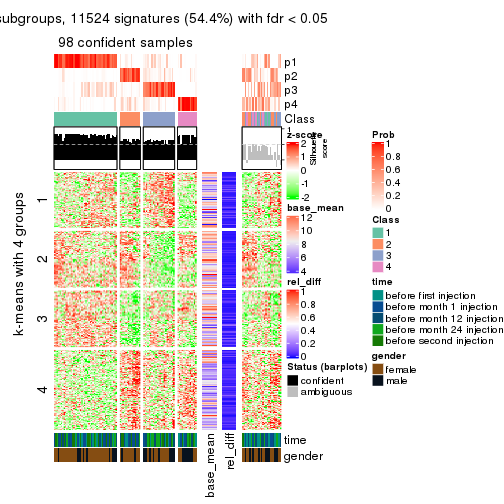 subgroups, 11524 signatures (54.4%) with fdr < 0.05
98 confident samples
p1
p2
p3
p4
Class
1
Silhouette
score
z-score
2
1
0
-1
-2
base_mean
12
10
8
6
4
rel_diff
1
0.8
0.6
0.4
0.2
0
Status (barplots)
confident
ambiguous
Prob
1
0.8
0.6
0.4
0.2
0
Class
1
2
3
4
time
before first injection
before month 1 injection
before month 12 injection
before month 24 injection
before second injection
gender
female
male
k-means with 4 groups
1
2
3
4
time
gender
base_mean
rel_diff